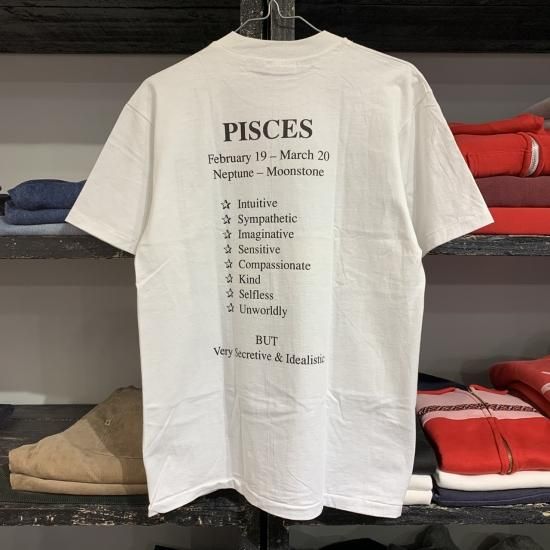 PISCES
February 19 – March 20
Neptune – Moonstone
☆ Intuitive
☆ Sympathetic
☆ Imaginative
☆ Sensitive
☆ Compassionate
☆ Kind
☆ Selfless
☆ Unworldly
BUT
Very Secretive & Idealistic